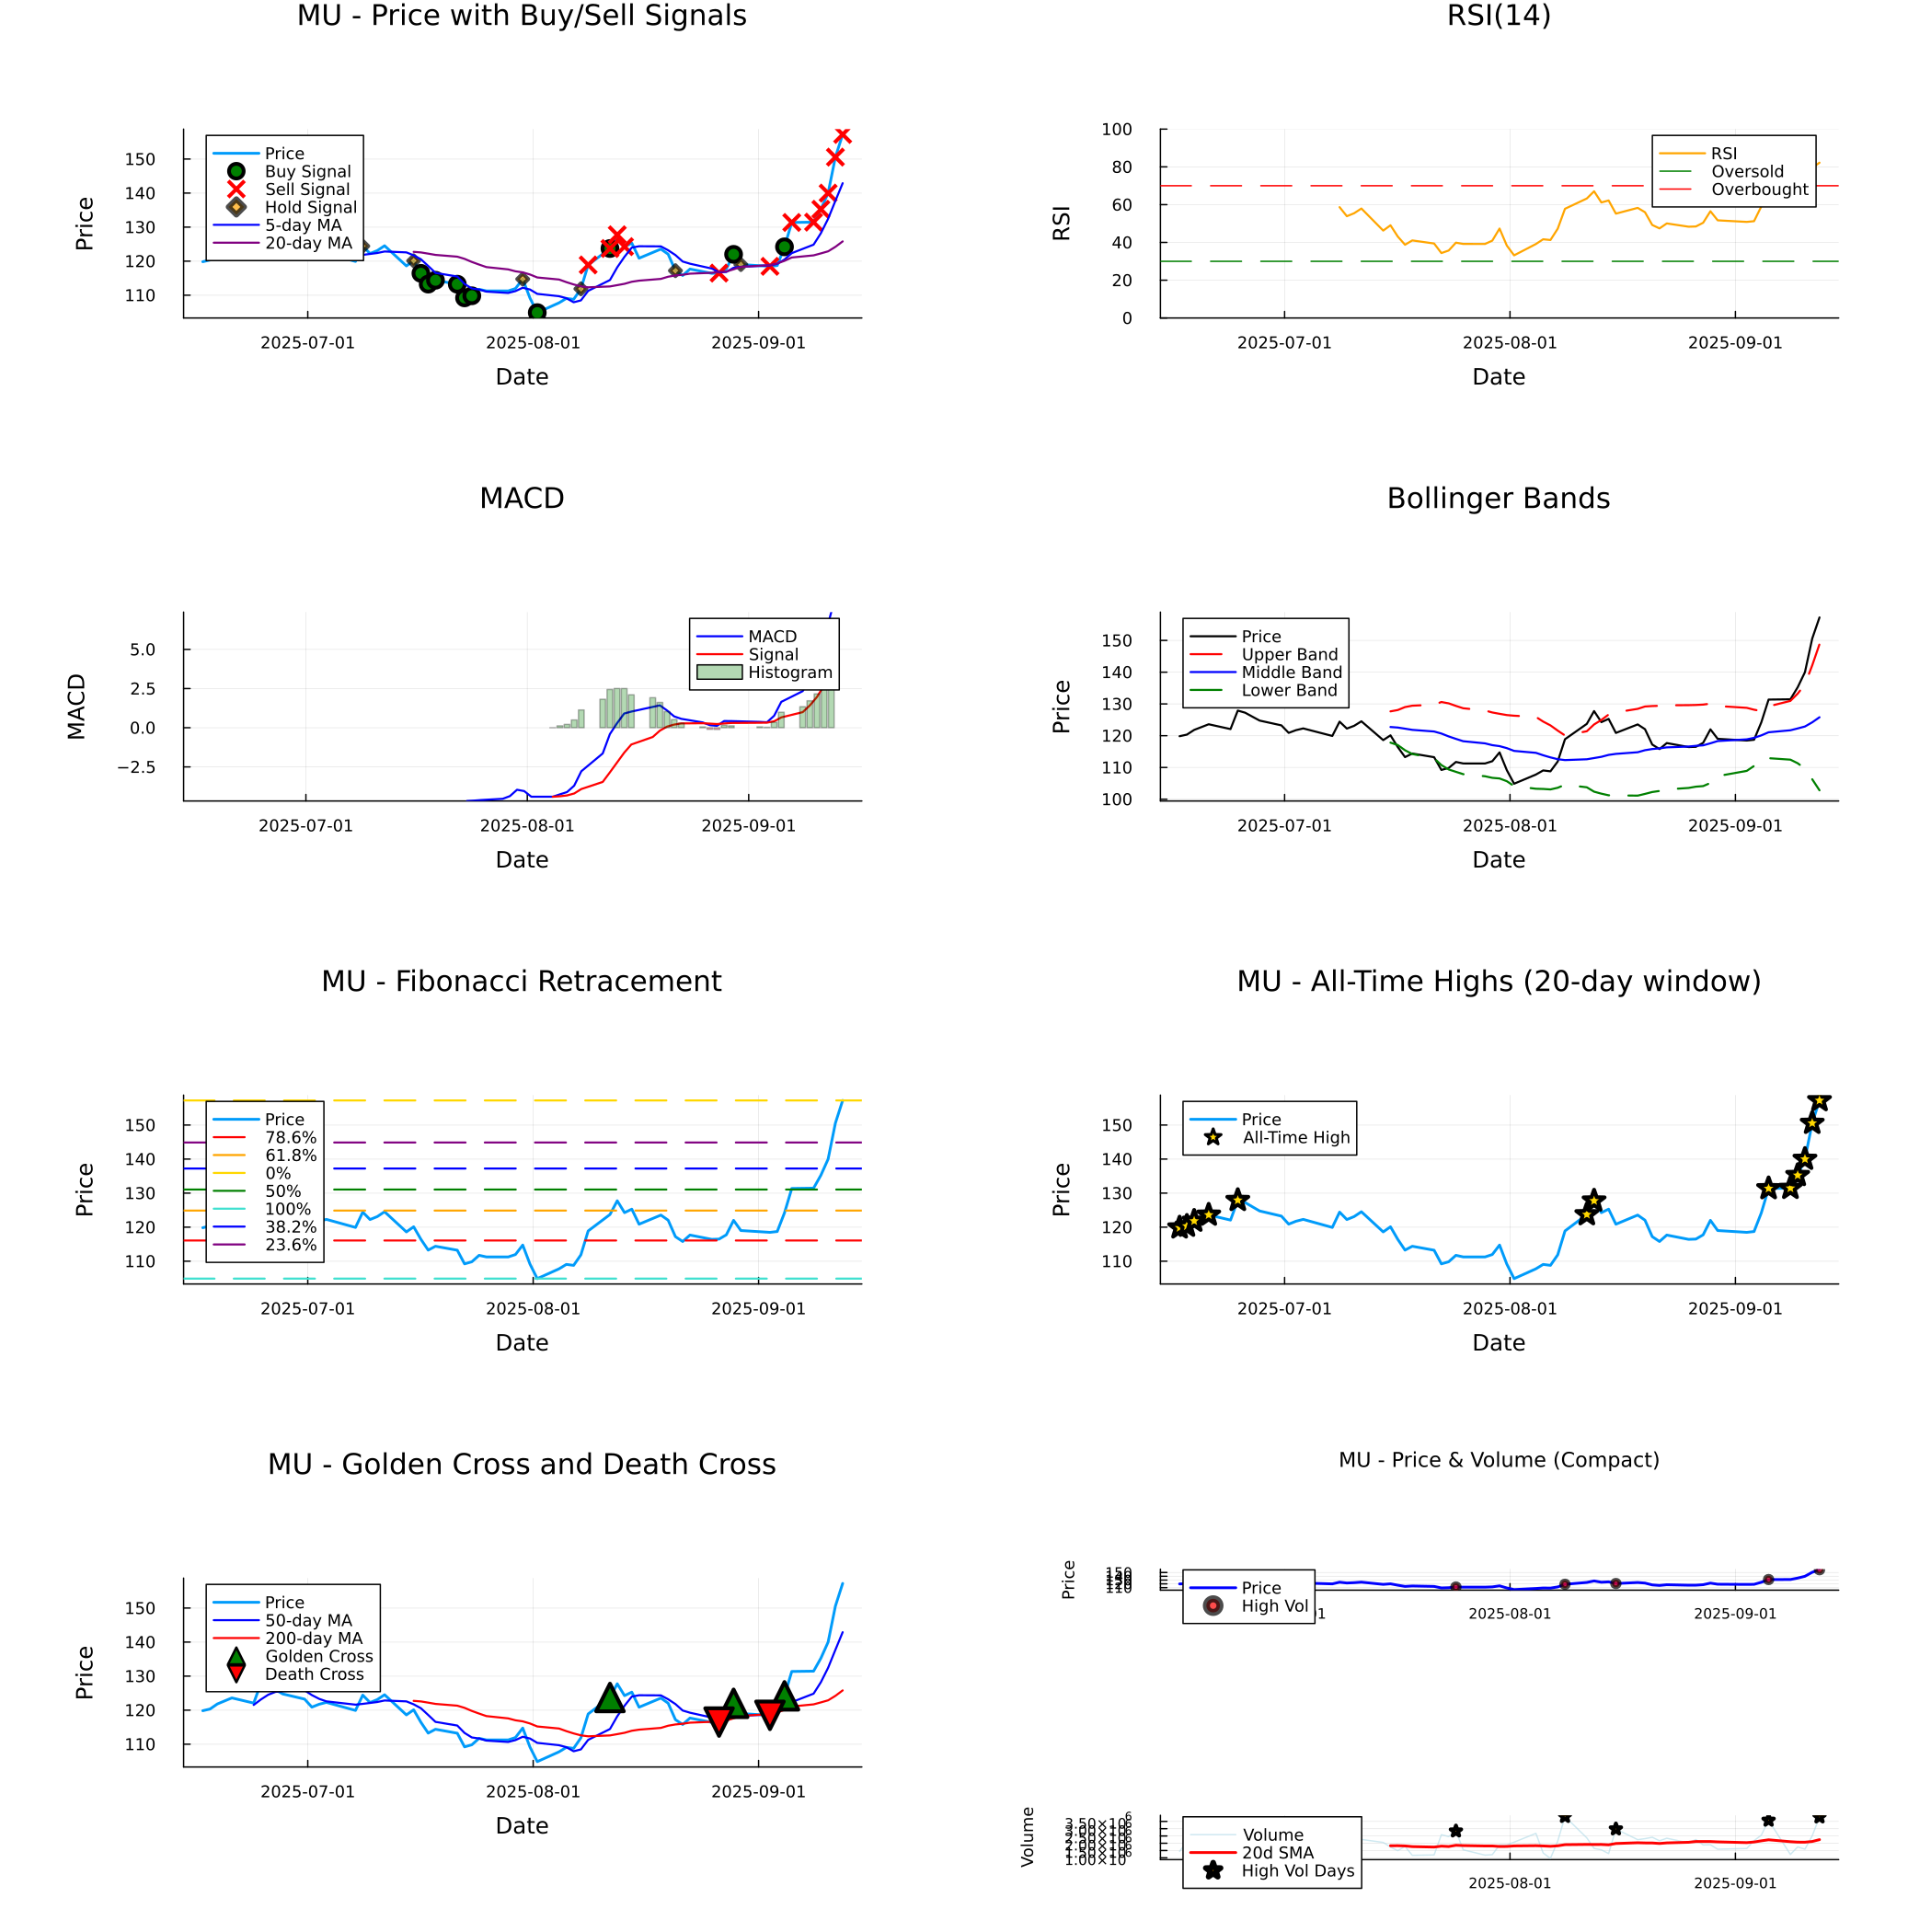 MU - Price with Buy/Sell Signals
Price
150
140
130
120
110
Price
Buy Signal
Sell Signal
Hold Signal
5-day MA
20-day MA
2025-07-01
2025-08-01
2025-09-01
Date
RSI(14)
RSI
100
80
60
40
20
0
RSI
Oversold
Overbought
2025-07-01
2025-08-01
2025-09-01
Date
MACD
MACD
5.0
2.5
0.0
−2.5
MACD
Signal
Histogram
2025-07-01
2025-08-01
2025-09-01
Date
Bollinger Bands
Price
150
140
130
120
110
100
Price
Upper Band
Middle Band
Lower Band
2025-07-01
2025-08-01
2025-09-01
Date
MU - Fibonacci Retracement
Price
150
140
130
120
110
Price
78.6%
61.8%
0%
50%
100%
38.2%
23.6%
2025-07-01
2025-08-01
2025-09-01
Date
MU - All-Time Highs (20-day window)
Price
150
140
130
120
110
Price
All-Time High
2025-07-01
2025-08-01
2025-09-01
Date
MU - Golden Cross and Death Cross
Price
150
140
130
120
110
Price
50-day MA
200-day MA
Golden Cross
Death Cross
2025-07-01
2025-08-01
2025-09-01
Date
MU - Price & Volume (Compact)
Price
150
110
Price
High Vol
2025-08-01
2025-09-01
Volume
3.50×10⁶
1.00×10
Volume
20d SMA
High Vol Days
2025-08-01
2025-09-01